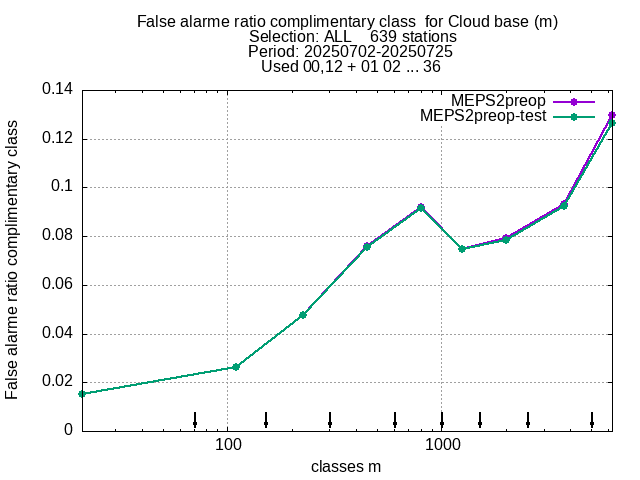 False alarme ratio complimentary class  for Cloud base (m)
Selection: ALL    639 stations
Period: 20250702-20250725
Used 00,12 + 01 02 ... 36
MEPS2preop
MEPS2preop-test
False alarme ratio complimentary class
0.14
0.12
0.1
0.08
0.06
0.04
0.02
0
100
1000
classes m